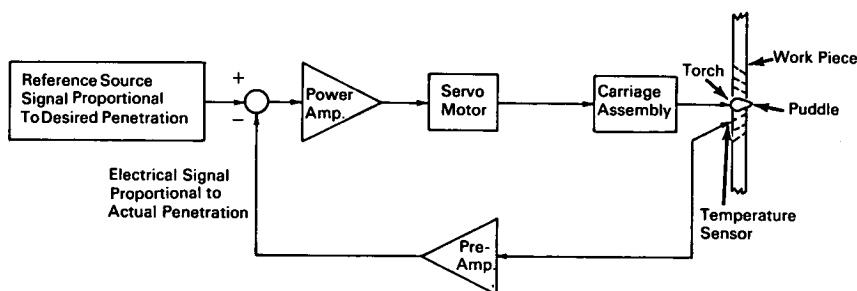 Reference Source
Signal Proportional
To Desired Penetration
+
−
Power
Amp.
Servo
Motor
Carriage
Assembly
Torch
Work Piece
Puddle
Temperature
Sensor
Electrical Signal
Proportional to
Actual Penetration
Pre-
Amp.